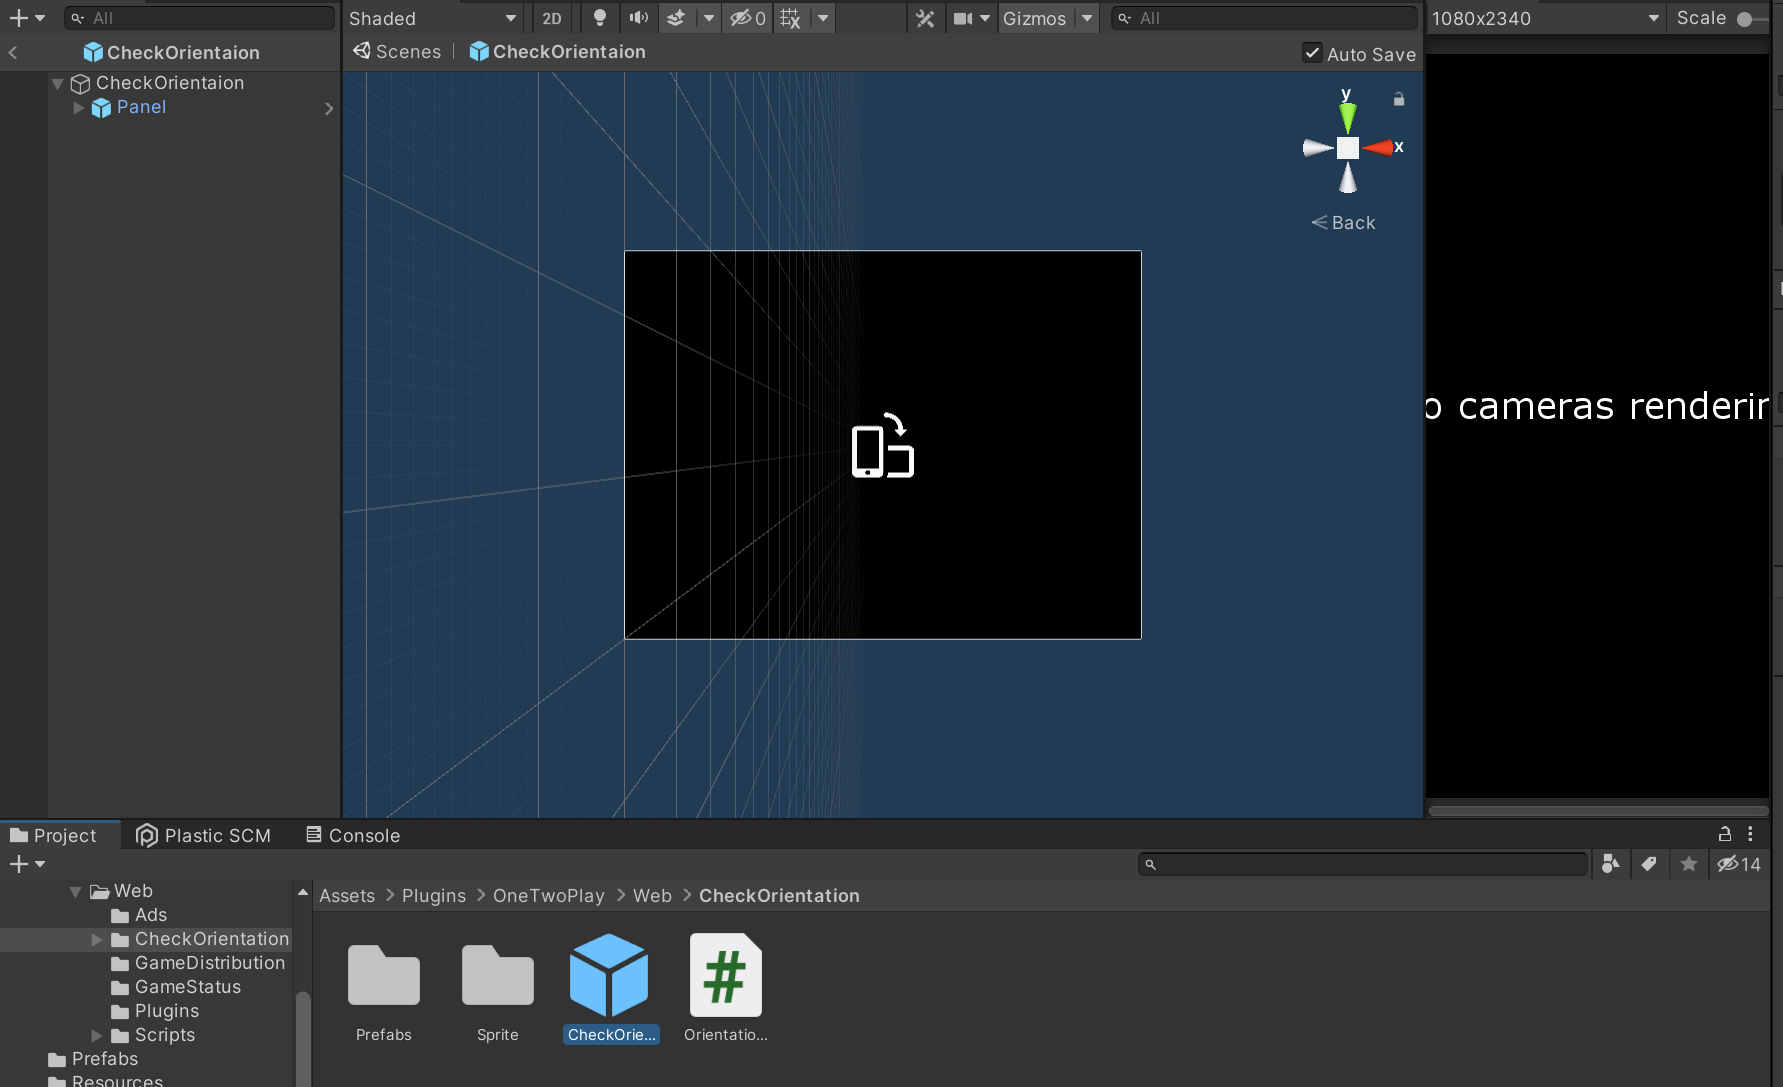 All
Shaded
2D
0
Gizmos
All
1080x2340
Scale
CheckOrientaion
Scenes
CheckOrientaion
Auto Save
CheckOrientaion
Panel
y
x
Back
o cameras renderin
Project
Plastic SCM
Console
14
Web
Ads
CheckOrientation
GameDistribution
GameStatus
Plugins
Scripts
Prefabs
Resources
Assets > Plugins > OneTwoPlay > Web > CheckOrientation
Prefabs
Sprite
CheckOrie...
Orientatio...